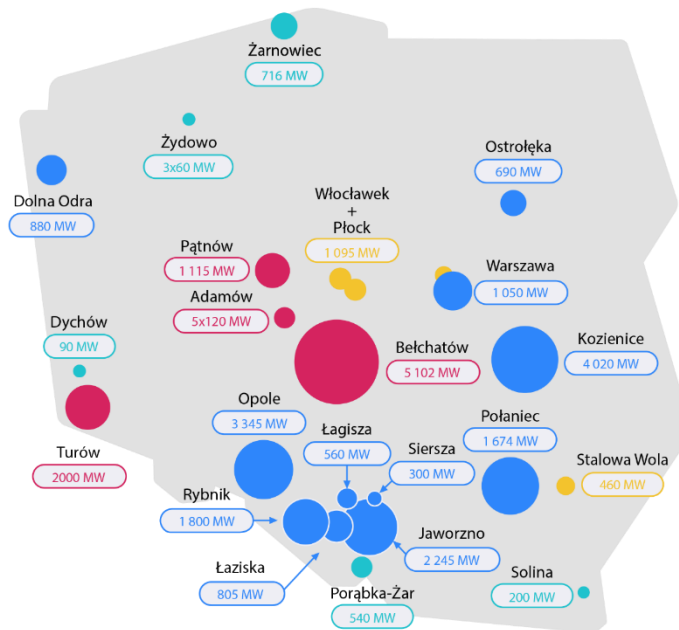 Żarnowiec
716 MW
Żydowo
3x60 MW
Ostrołęka
690 MW
Dolna Odra
880 MW
Włocławek
+
Płock
1 095 MW
Pątnów
1 115 MW
Warszawa
1 050 MW
Adamów
5x120 MW
Dychów
90 MW
Bełchatów
5 102 MW
Kozienice
4 020 MW
Turów
2000 MW
Opole
3 345 MW
Łagisza
560 MW
Siersza
300 MW
Połaniec
1 674 MW
Stalowa Wola
460 MW
Rybnik
1 800 MW
Jaworzno
2 245 MW
Łaziska
805 MW
Porąbka-Żar
540 MW
Solina
200 MW